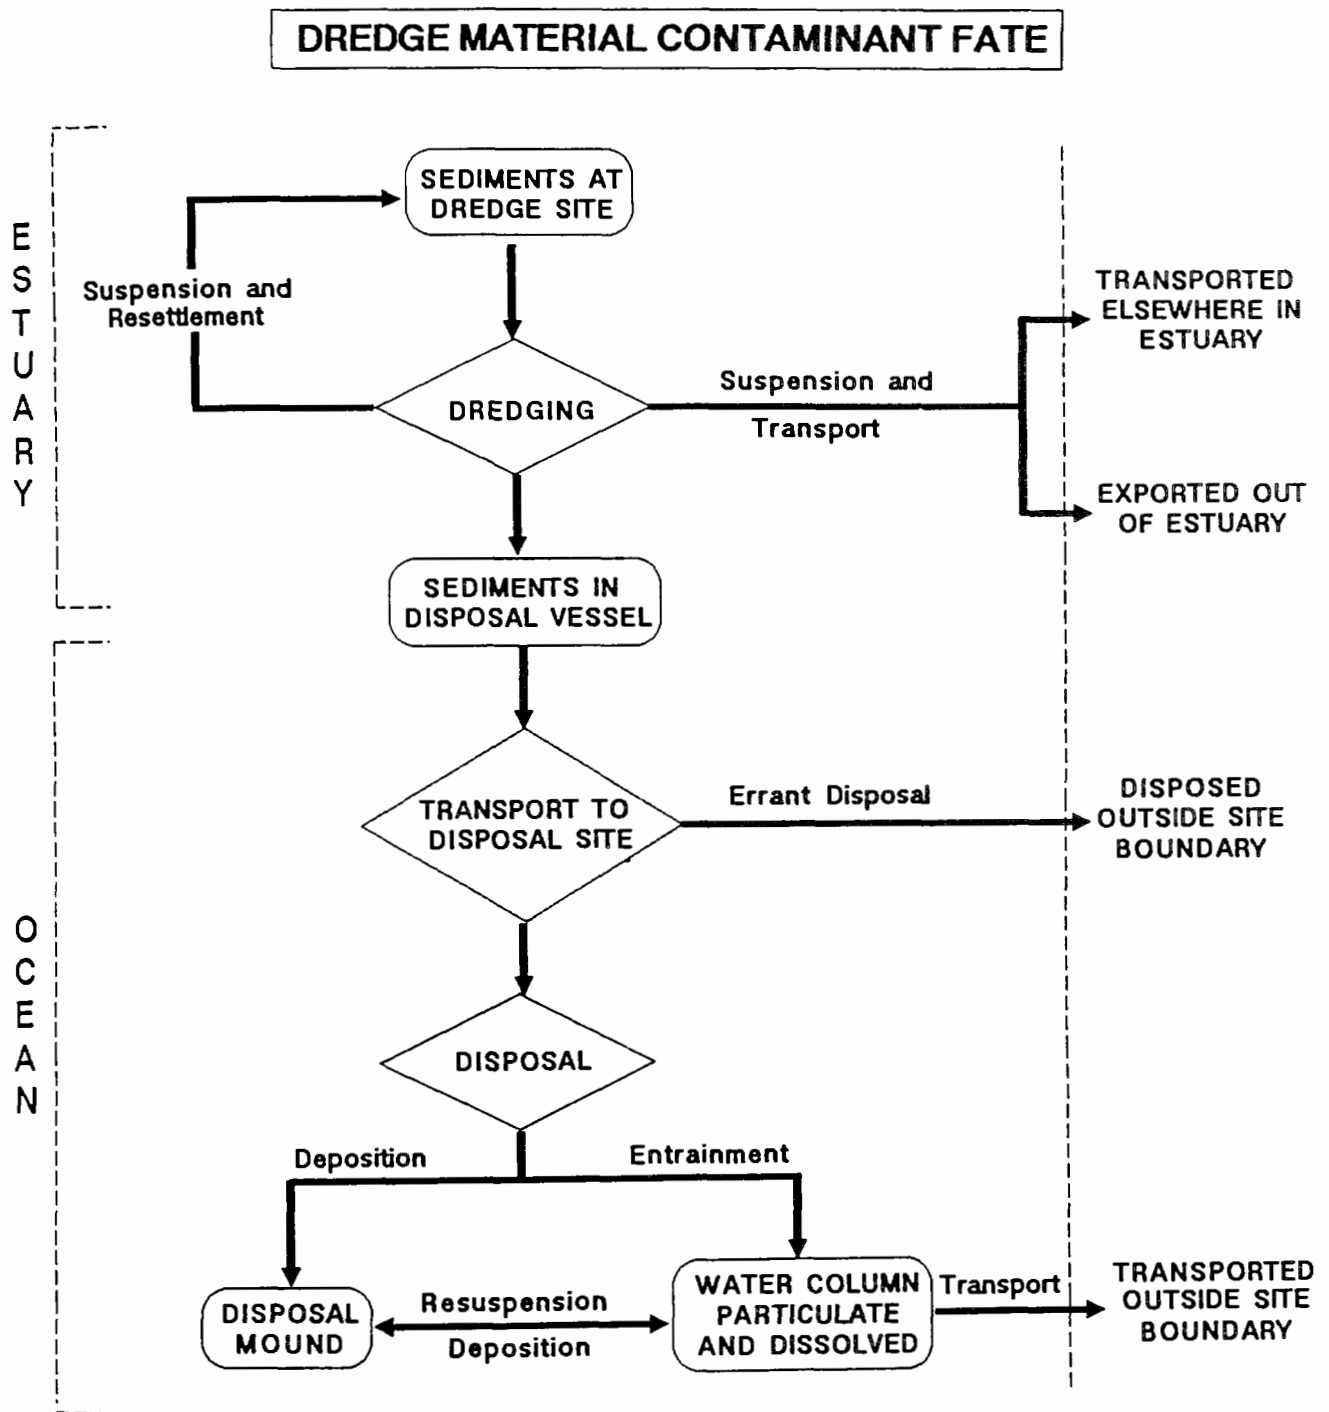 DREDGE MATERIAL CONTAMINANT FATE
ESTUARY
SEDIMENTS AT
DREDGE SITE
Suspension and
Resettlement
TRANSPORTED
ELSEWHERE IN
ESTUARY
DREDGING
Suspension and
Transport
EXPORTED OUT
OF ESTUARY
SEDIMENTS IN
DISPOSAL VESSEL
OCEAN
TRANSPORT TO
DISPOSAL SITE
Errant Disposal
DISPOSED
OUTSIDE SITE
BOUNDARY
DISPOSAL
Deposition
Entrainment
DISPOSAL
MOUND
Resuspension
Deposition
WATER COLUMN
PARTICULATE
AND DISSOLVED
Transport
TRANSPORTED
OUTSIDE SITE
BOUNDARY